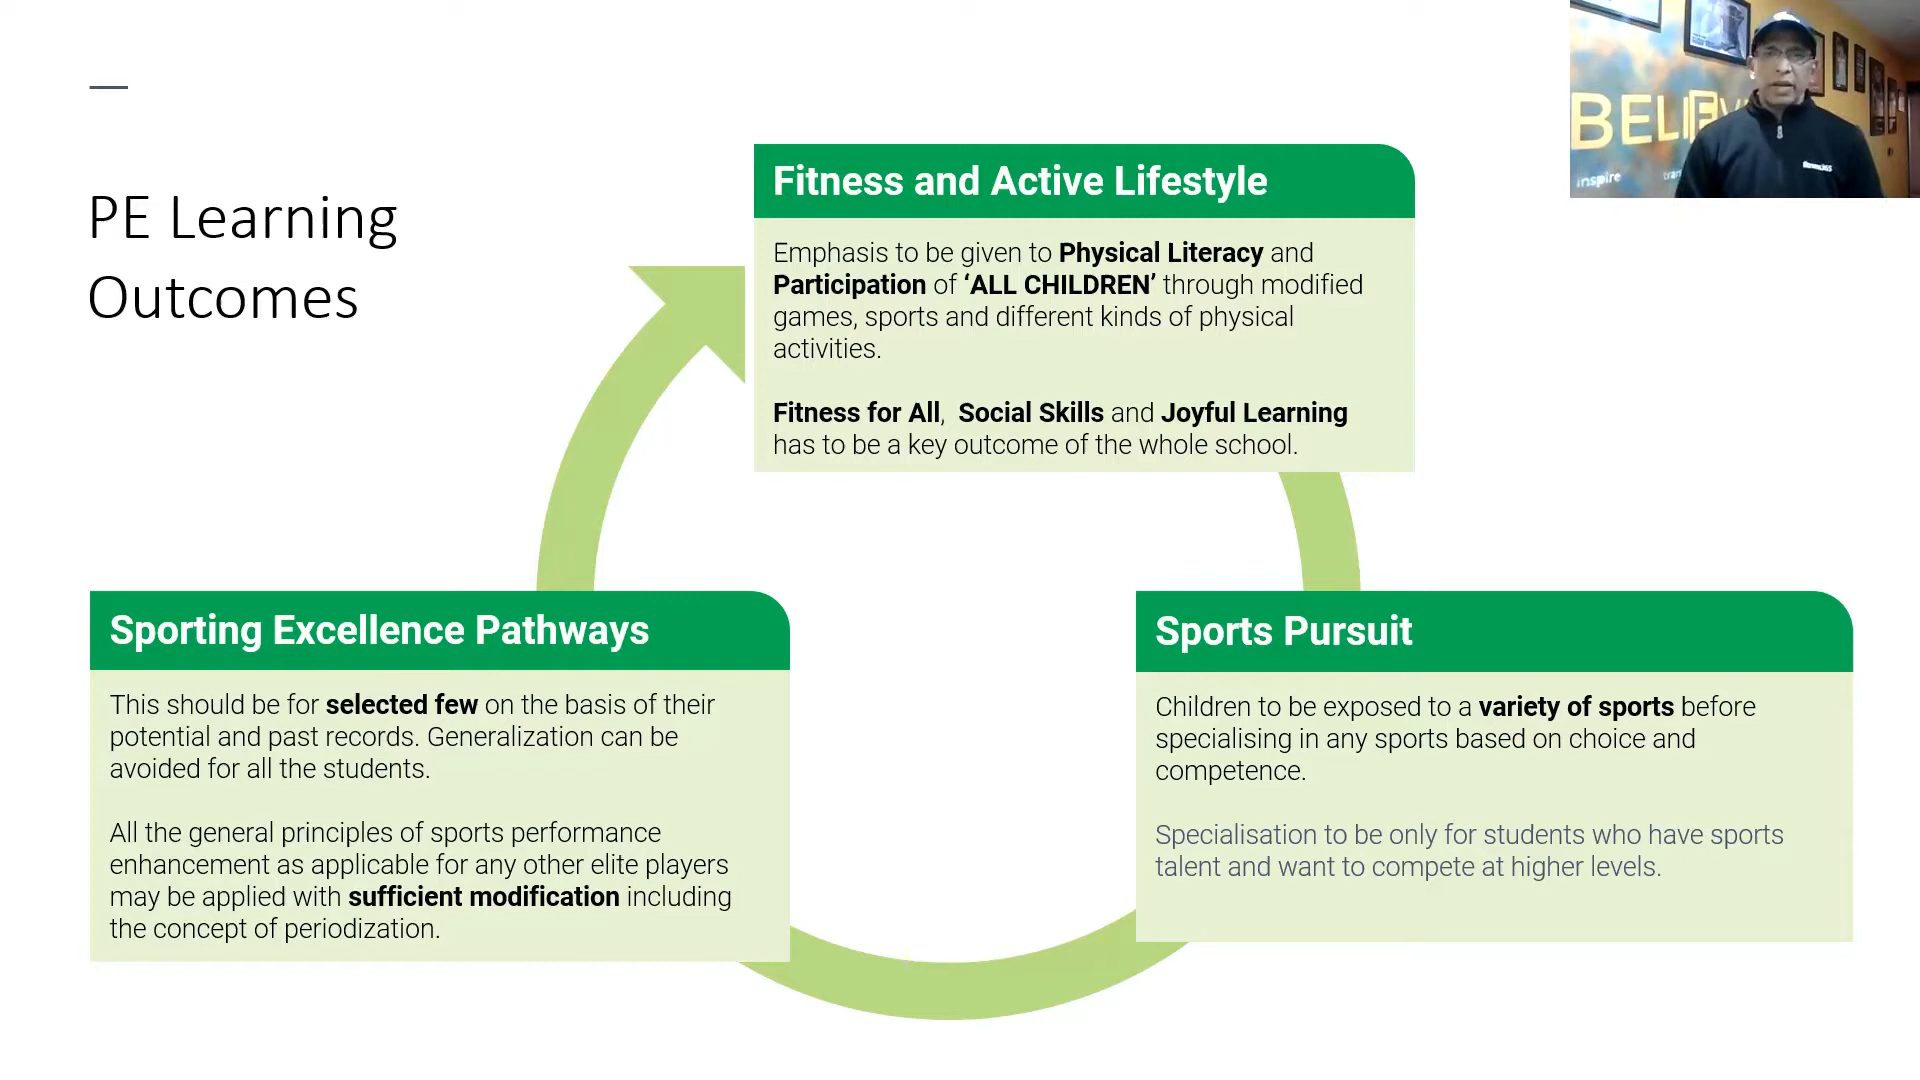 PE Learning
Outcomes
Fitness and Active Lifestyle
Emphasis to be given to Physical Literacy and
Participation of ‘ALL CHILDREN’ through modified
games, sports and different kinds of physical
activities.
Fitness for All,  Social Skills and Joyful Learning
has to be a key outcome of the whole school.
Sporting Excellence Pathways
This should be for selected few on the basis of their
potential and past records. Generalization can be
avoided for all the students.
All the general principles of sports performance
enhancement as applicable for any other elite players
may be applied with sufficient modification including
the concept of periodization.
Sports Pursuit
Children to be exposed to a variety of sports before
specialising in any sports based on choice and
competence.
Specialisation to be only for students who have sports
talent and want to compete at higher levels.
BELIEV
inspire